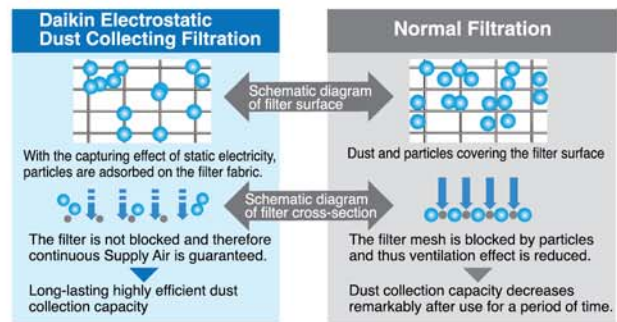 Daikin Electrostatic
Dust Collecting Filtration
Normal Filtration
Schematic diagram
of filter surface
With the capturing effect of static electricity,
particles are adsorbed on the filter fabric.
Dust and particles covering the filter surface
Schematic diagram
of filter cross-section
The filter is not blocked and therefore
continuous Supply Air is guaranteed.
The filter mesh is blocked by particles
and thus ventilation effect is reduced.
Long-lasting highly efficient dust
collection capacity
Dust collection capacity decreases
remarkably after use for a period of time.